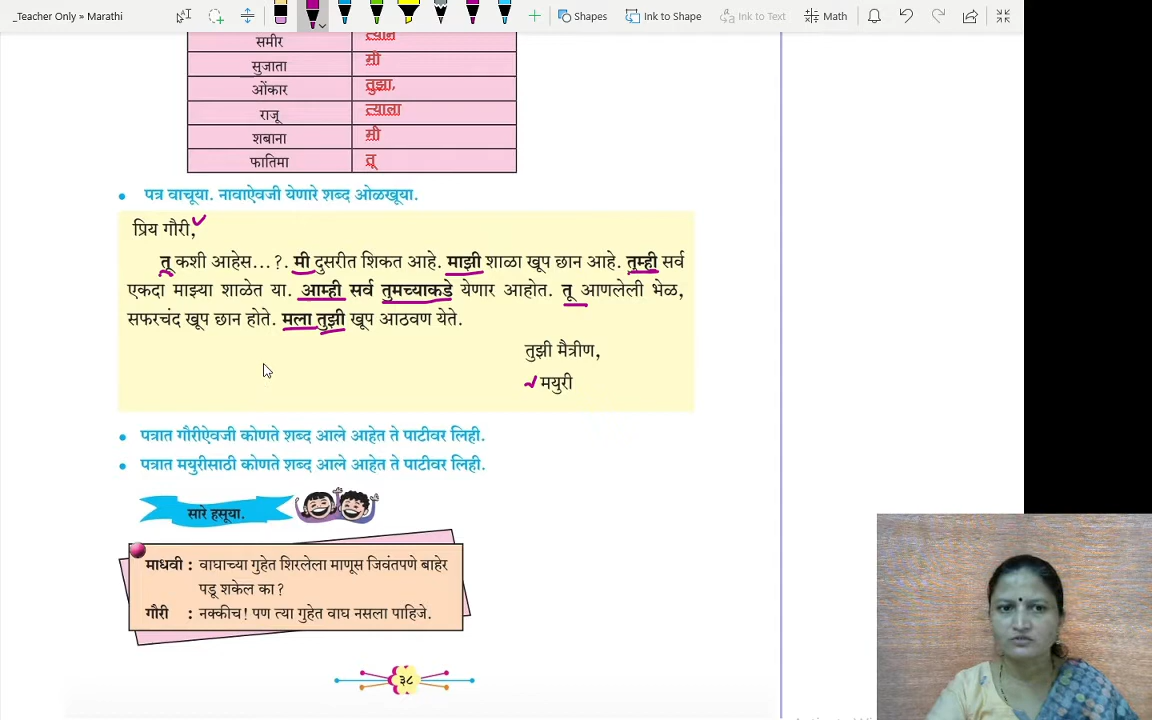 _Teacher Only » Marathi
Shapes
Ink to Shape
Ink to Text
Math
समीर त्याने
सुजाता मी
ओंकार तुझा,
राजू त्याला
शबाना मी
फातिमा तू
• पत्र वाचूया. नावाऐवजी येणारे शब्द ओळखूया.
प्रिय गौरी,
तू कशी आहेस...?. मी दुसरीत शिकत आहे. माझी शाळा खूप छान आहे. तुम्ही सर्व
एकदा माझ्या शाळेत या. आम्ही सर्व तुमच्याकडे येणार आहोत. तू आणलेली भेळ,
सफरचंद खूप छान होते. मला तुझी खूप आठवण येते.
तुझी मैत्रीण,
मयुरी
• पत्रात गौरीऐवजी कोणते शब्द आले आहेत ते पाटीवर लिही.
• पत्रात मयुरीसाठी कोणते शब्द आले आहेत ते पाटीवर लिही.
सारे हसूया.
माधवी : वाघाच्या गुहेत शिरलेला माणूस जिवंतपणे बाहेर
पडू शकेल का?
गौरी : नक्कीच! पण त्या गुहेत वाघ नसला पाहिजे.
३८